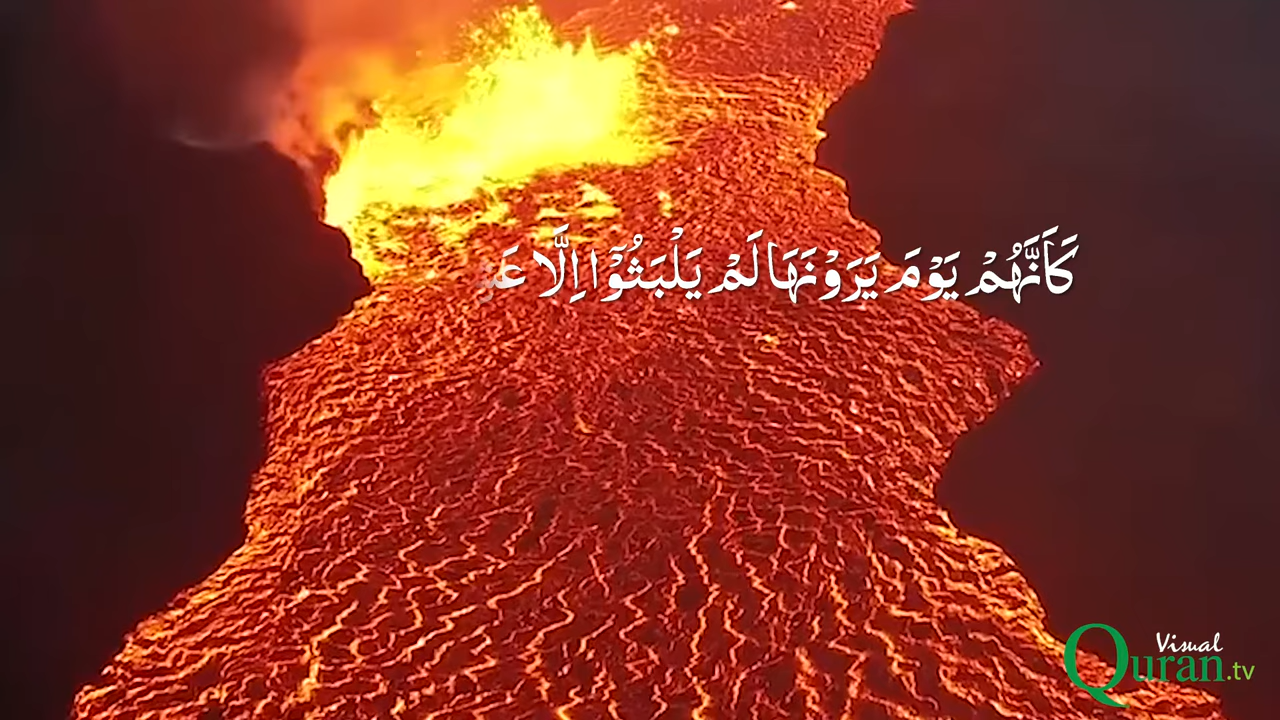 كَاَنَّهُمْ يَوْمَ يَرَوْنَهَا لَمْ يَلْبَثُوْٓا اِلَّا
Visual
Quran.tv